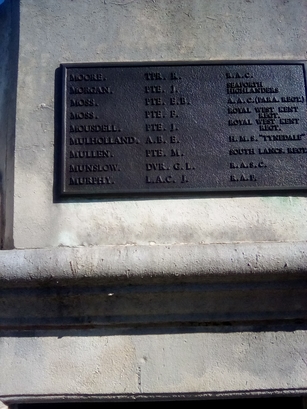 MOORE. TPR. R. R.A.C.
MORGAN. PTE. J. SEAFORTH HIGHLANDERS
MOSS. PTE. E.B. A.A.C.(PARA. REGT.)
MOSS. PTE. F. ROYAL WEST KENT REGT.
MOUSDELL. PTE. J. ROYAL WEST KENT REGT.
MULHOLLAND. A.B. E. H.M.S. "TYNEDALE"
MULLEN. PTE. M. SOUTH LANCS. REGT.
MUNSLOW. DVR. G.L. R.A.S.C.
MURPHY. L.A.C. J. R.A.F.